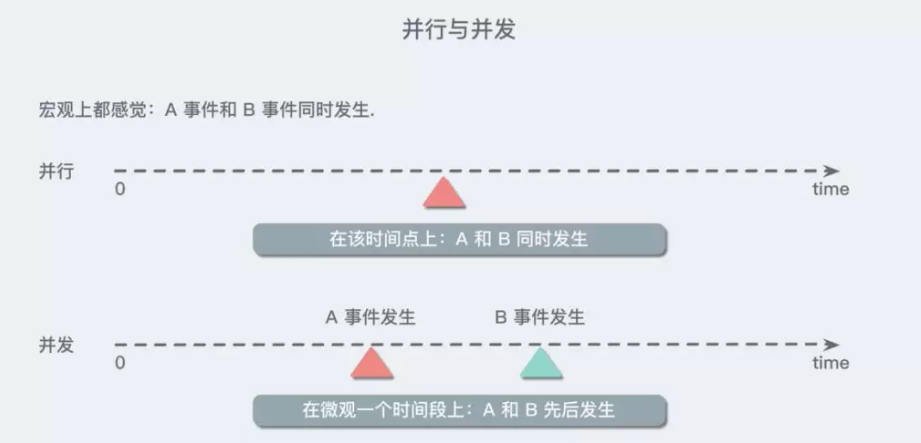 并行与并发
宏观上都感觉：A 事件和 B 事件同时发生.
并行
0
time
在该时间点上：A 和 B 同时发生
A 事件发生
B 事件发生
并发
0
time
在微观一个时间段上：A 和 B 先后发生